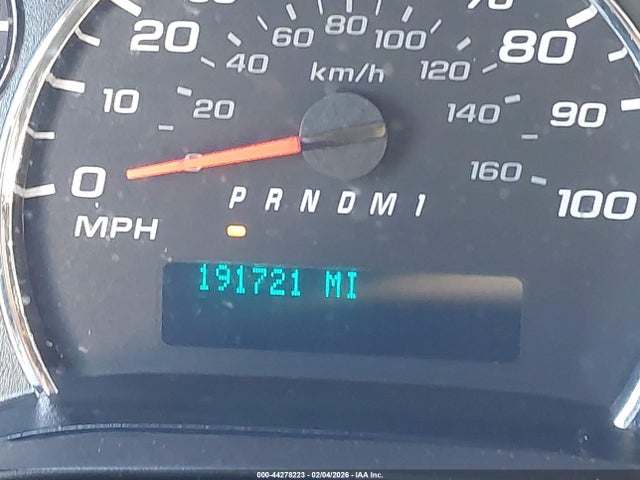 60 80 100
20 40 120 80
km/h
10 20 140 90
0 160 100
P R N D M 1
MPH
191721 MI
000-44278223 - 02/04/2026 - IAA Inc.